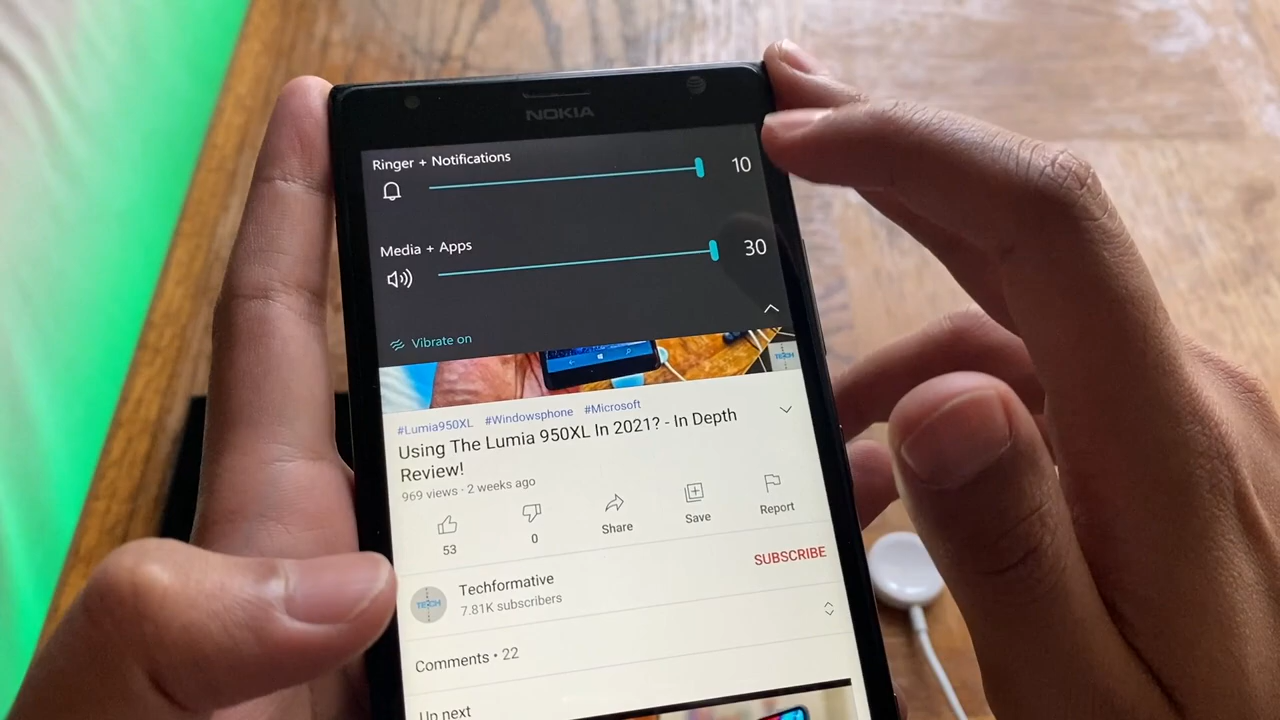 NOKIA
Ringer + Notifications
10
Media + Apps
30
Vibrate on
TECH
#Lumia950XL #Windowsphone #Microsoft
Using The Lumia 950XL In 2021? - In Depth
Review!
969 views · 2 weeks ago
53
0
Share
Save
Report
TECH
Techformative
7.81K subscribers
SUBSCRIBE
Comments • 22
Up next